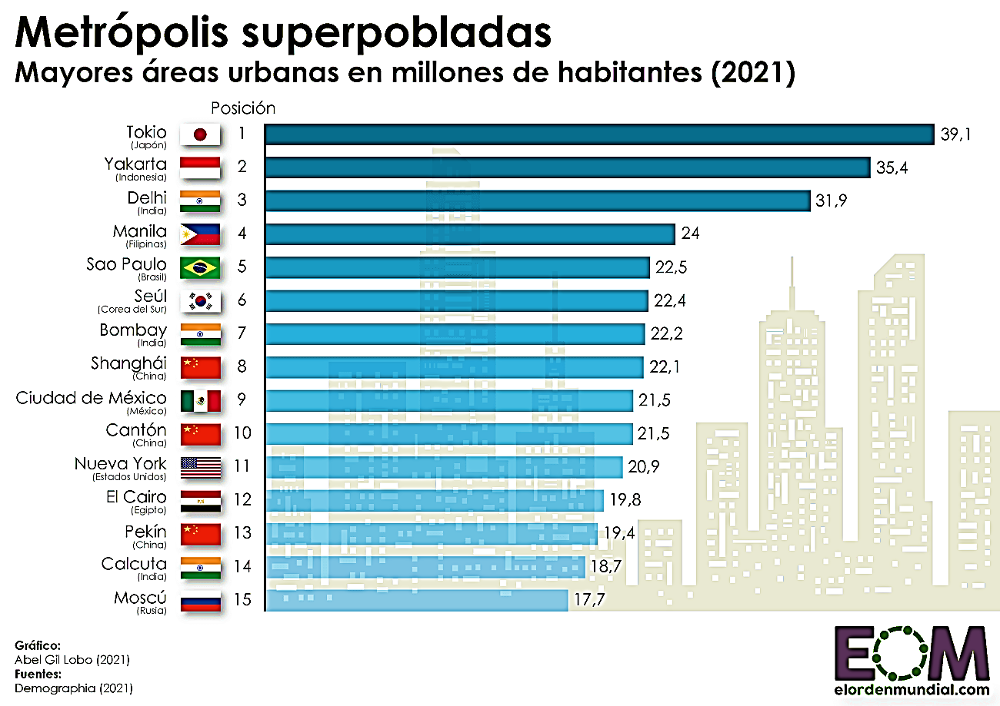 Metrópolis superpobladas
Mayores áreas urbanas en millones de habitantes (2021)
Posición
Tokio 1 39,1
(Japón)
Yakarta 2 35,4
(Indonesia)
Delhi 3 31,9
(India)
Manila 4 24
(Filipinas)
Sao Paulo 5 22,5
(Brasil)
Seúl 6 22,4
(Corea del Sur)
Bombay 7 22,2
(India)
Shanghái 8 22,1
(China)
Ciudad de México 9 21,5
(México)
Cantón 10 21,5
(China)
Nueva York 11 20,9
(Estados Unidos)
El Cairo 12 19,8
(Egipto)
Pekín 13 19,4
(China)
Calcuta 14 18,7
(India)
Moscú 15 17,7
(Rusia)
Gráfico:
Abel Gil Lobo (2021)
Fuentes:
Demographia (2021)
EOM
elordenmundial.com